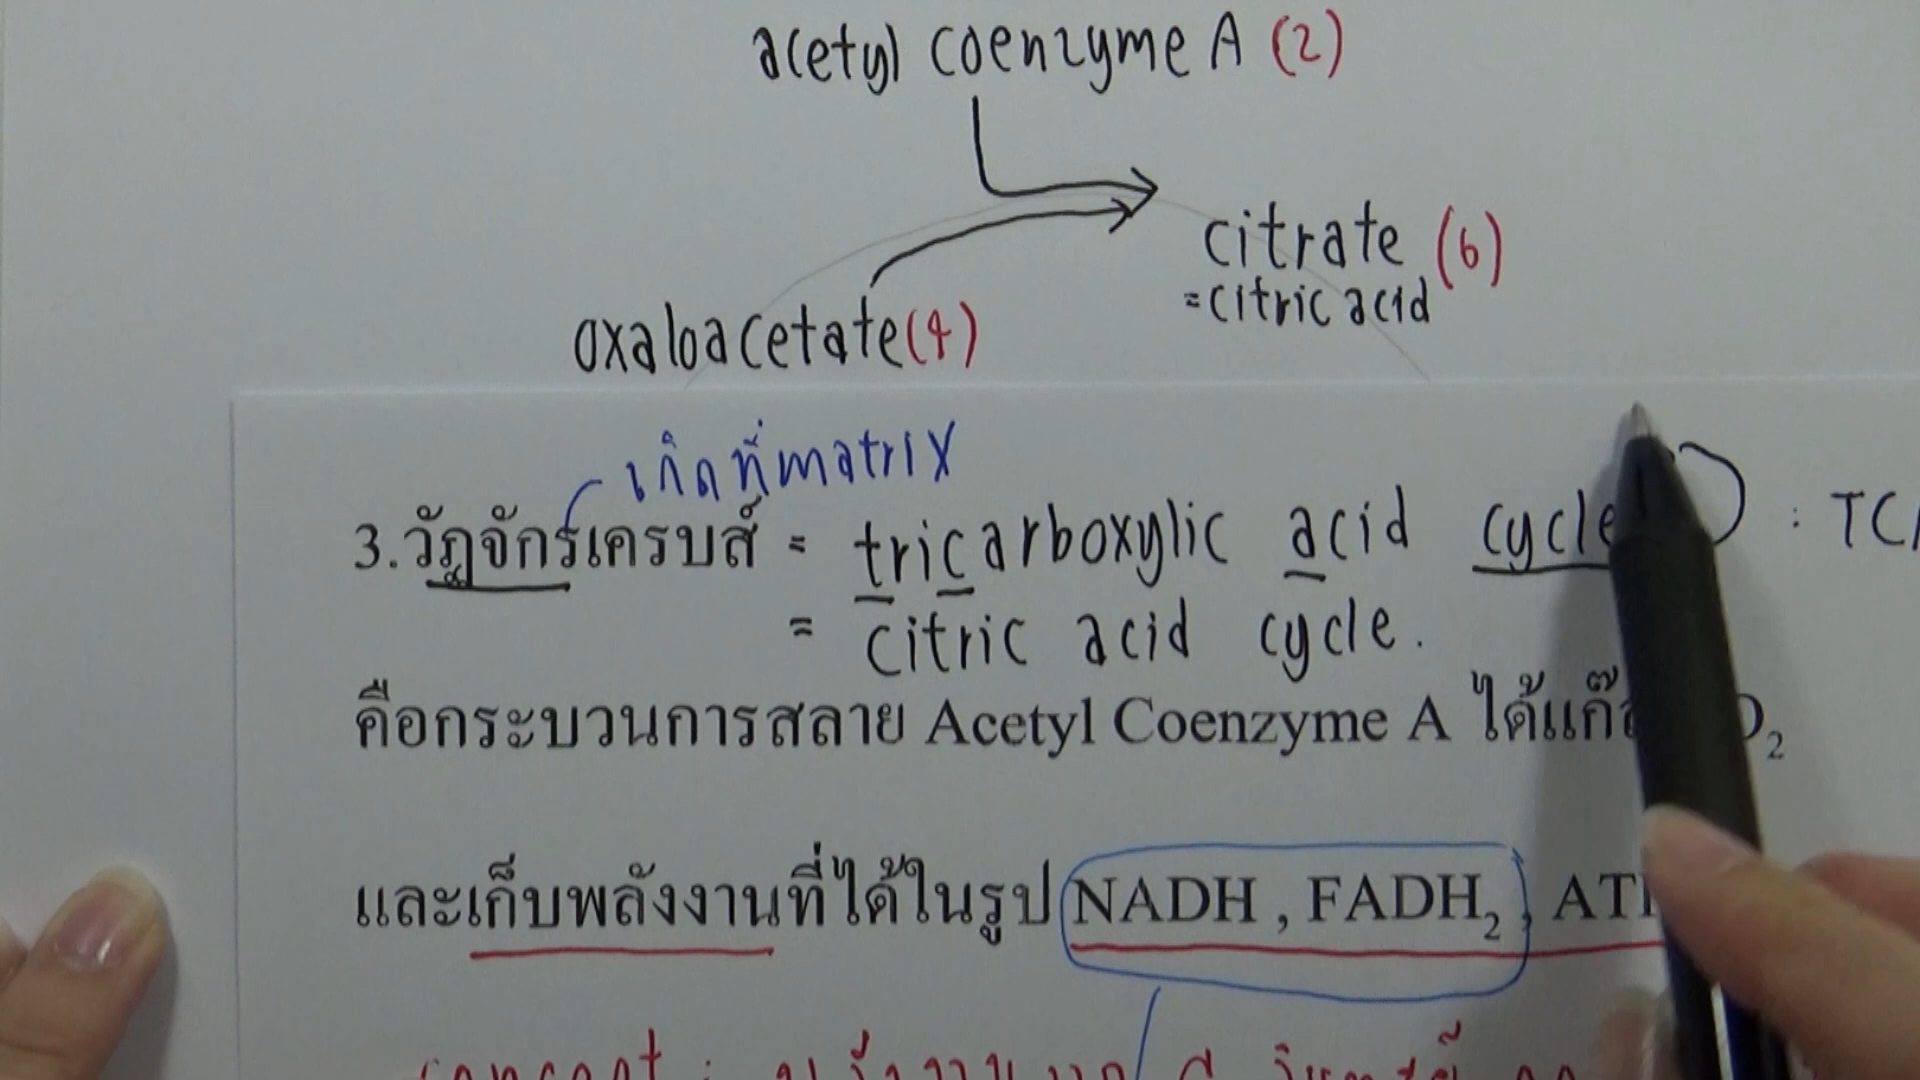 acetyl coenzyme A (2)
citrate (6)
= citric acid
oxaloacetate (4)
เกิดที่ matrix
3. วัฏจักรเครบส์ = tricarboxylic acid cycle : TCA
= citric acid cycle.
คือกระบวนการสลาย Acetyl Coenzyme A ได้แก๊ส
และเก็บพลังงานที่ได้ในรูป NADH , FADH₂ , ATP
concept :